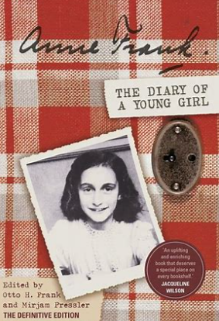 Anne Frank.
THE DIARY
OF A YOUNG GIRL
An uplifting
and enriching
book that deserves
a special place on
every bookshelf
JACQUELINE
WILSON
Edited by
Otto H. Frank
and Mirjam Pressler
THE DEFINITIVE EDITION